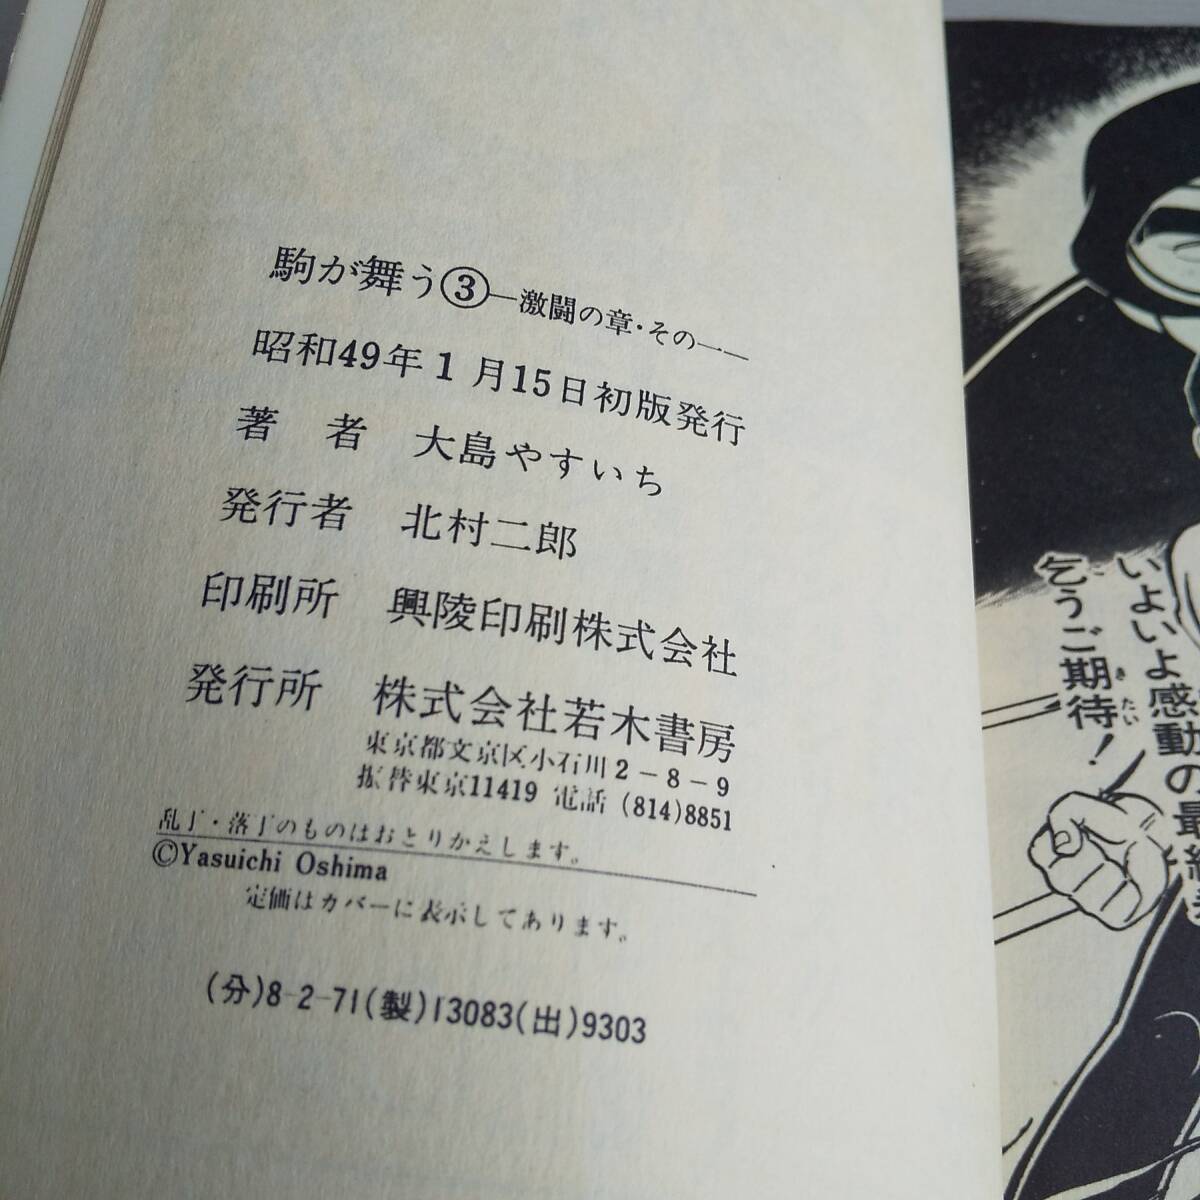 駒が舞う③―激闘の章・その一―
昭和49年1月15日初版発行
著　者　大島やすいち
発行者　北村二郎
印刷所　興陵印刷株式会社
発行所　株式会社若木書房
東京都文京区小石川2－8－9
振替東京11419 電話 (814)8851
乱丁・落丁のものはおとりかえします。
©Yasuichi Oshima
定価はカバーに表示してあります。
(分)8-2-71(製)13083(出)9303
いよいよ感動の最終
乞うご期待！
きたい